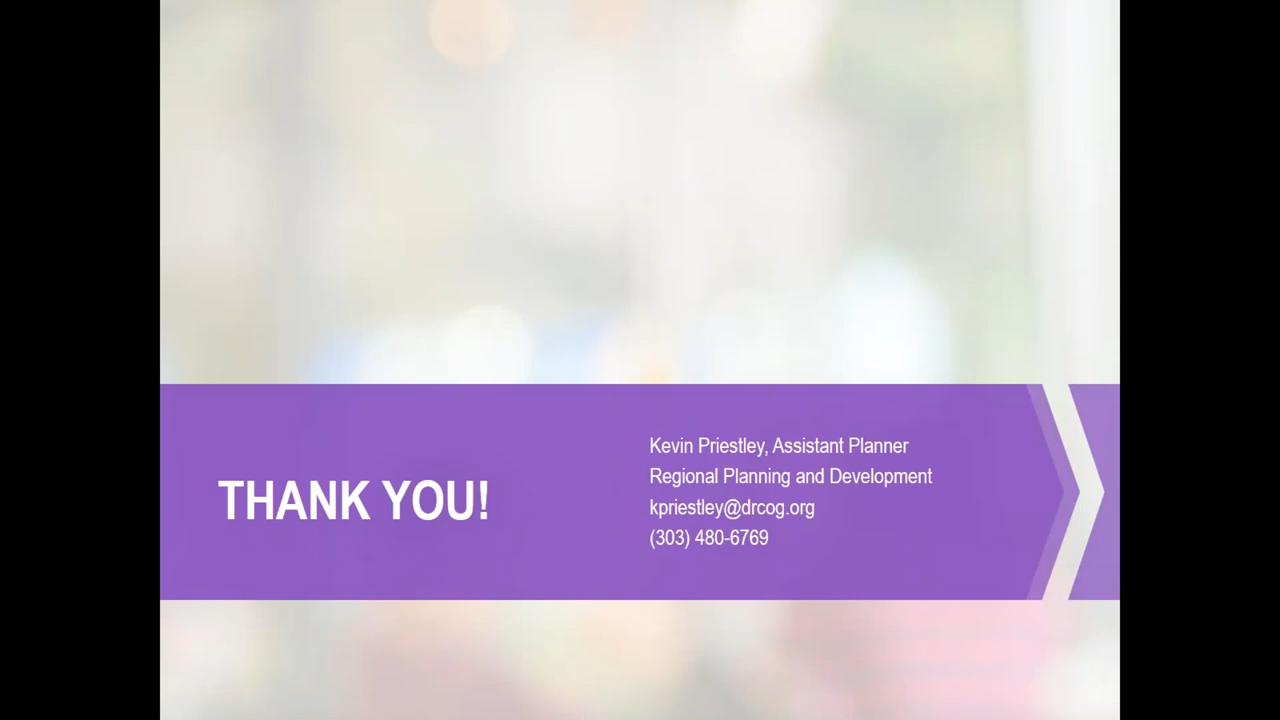 THANK YOU!
Kevin Priestley, Assistant Planner
Regional Planning and Development
kpriestley@drcog.org
(303) 480-6769